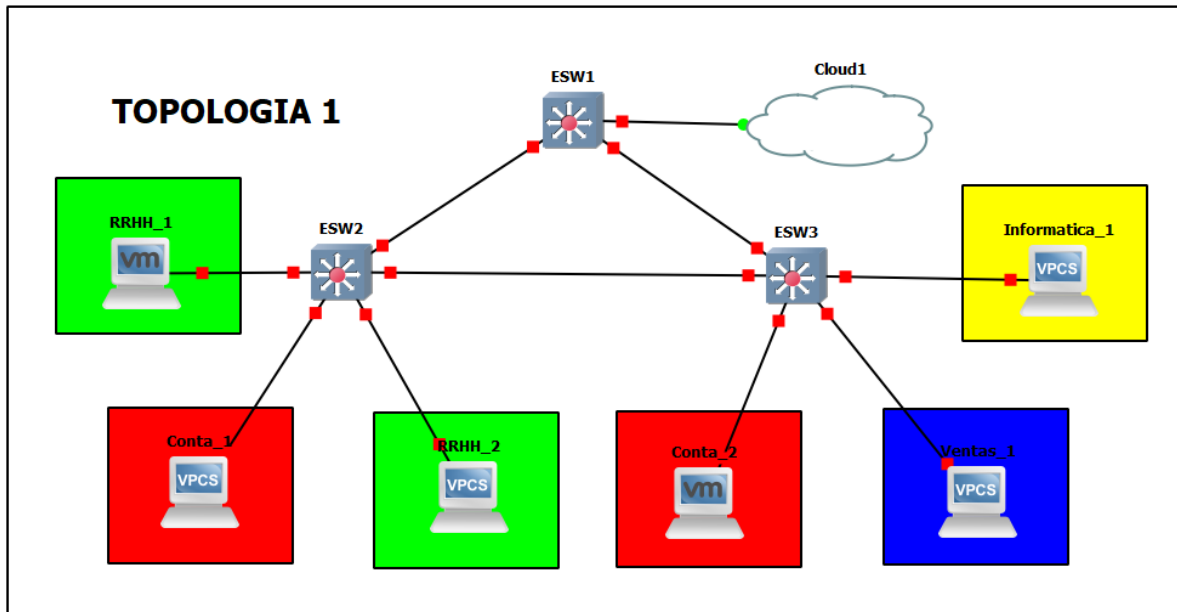 ESW1
Cloud1
TOPOLOGIA 1
RRHH_1
vm
ESW2
ESW3
Informatica_1
VPCS
Conta_1
VPCS
RRHH_2
VPCS
Conta_2
vm
Ventas_1
VPCS